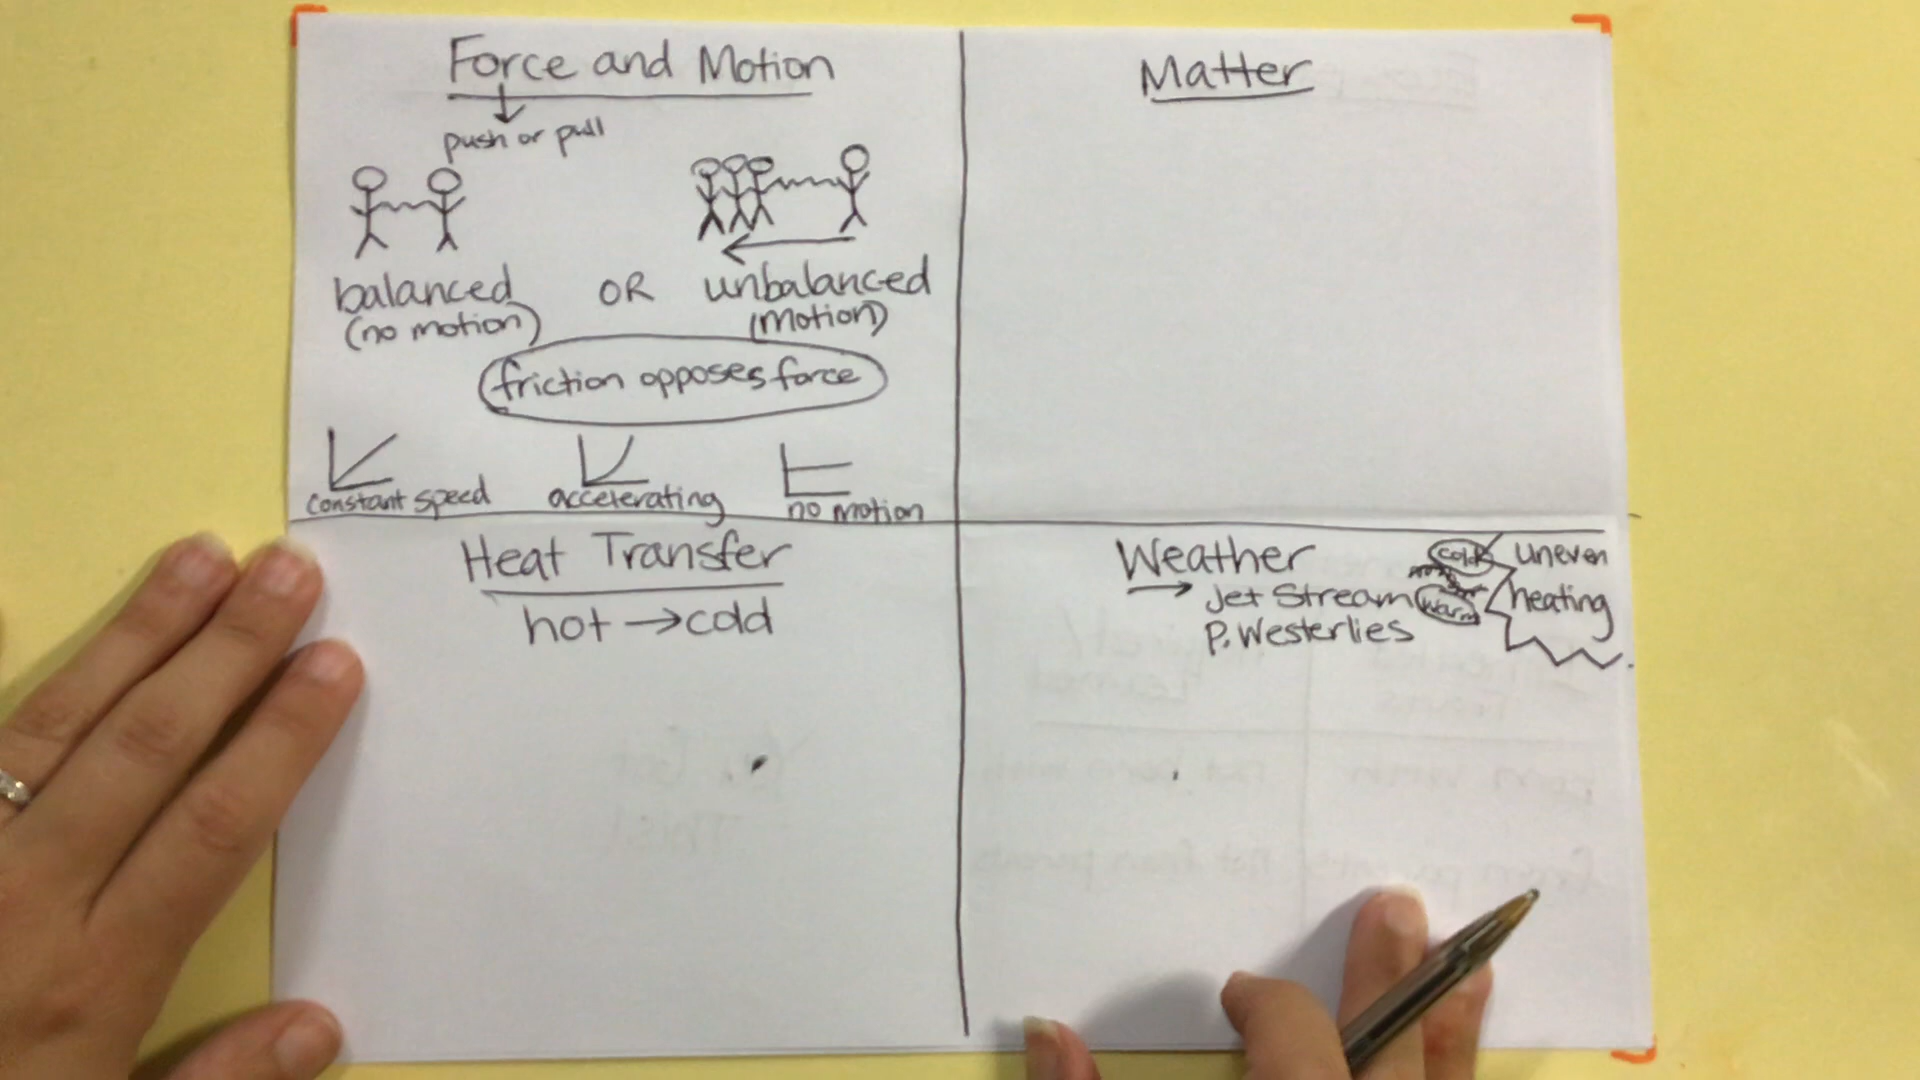 Force and Motion
push or pull
balanced OR unbalanced
(no motion) (motion)
friction opposes force
constant speed accelerating no motion
Matter
Heat Transfer
hot → cold
Weather
→ Jet Stream
P. Westerlies
cold
warm
uneven
heating